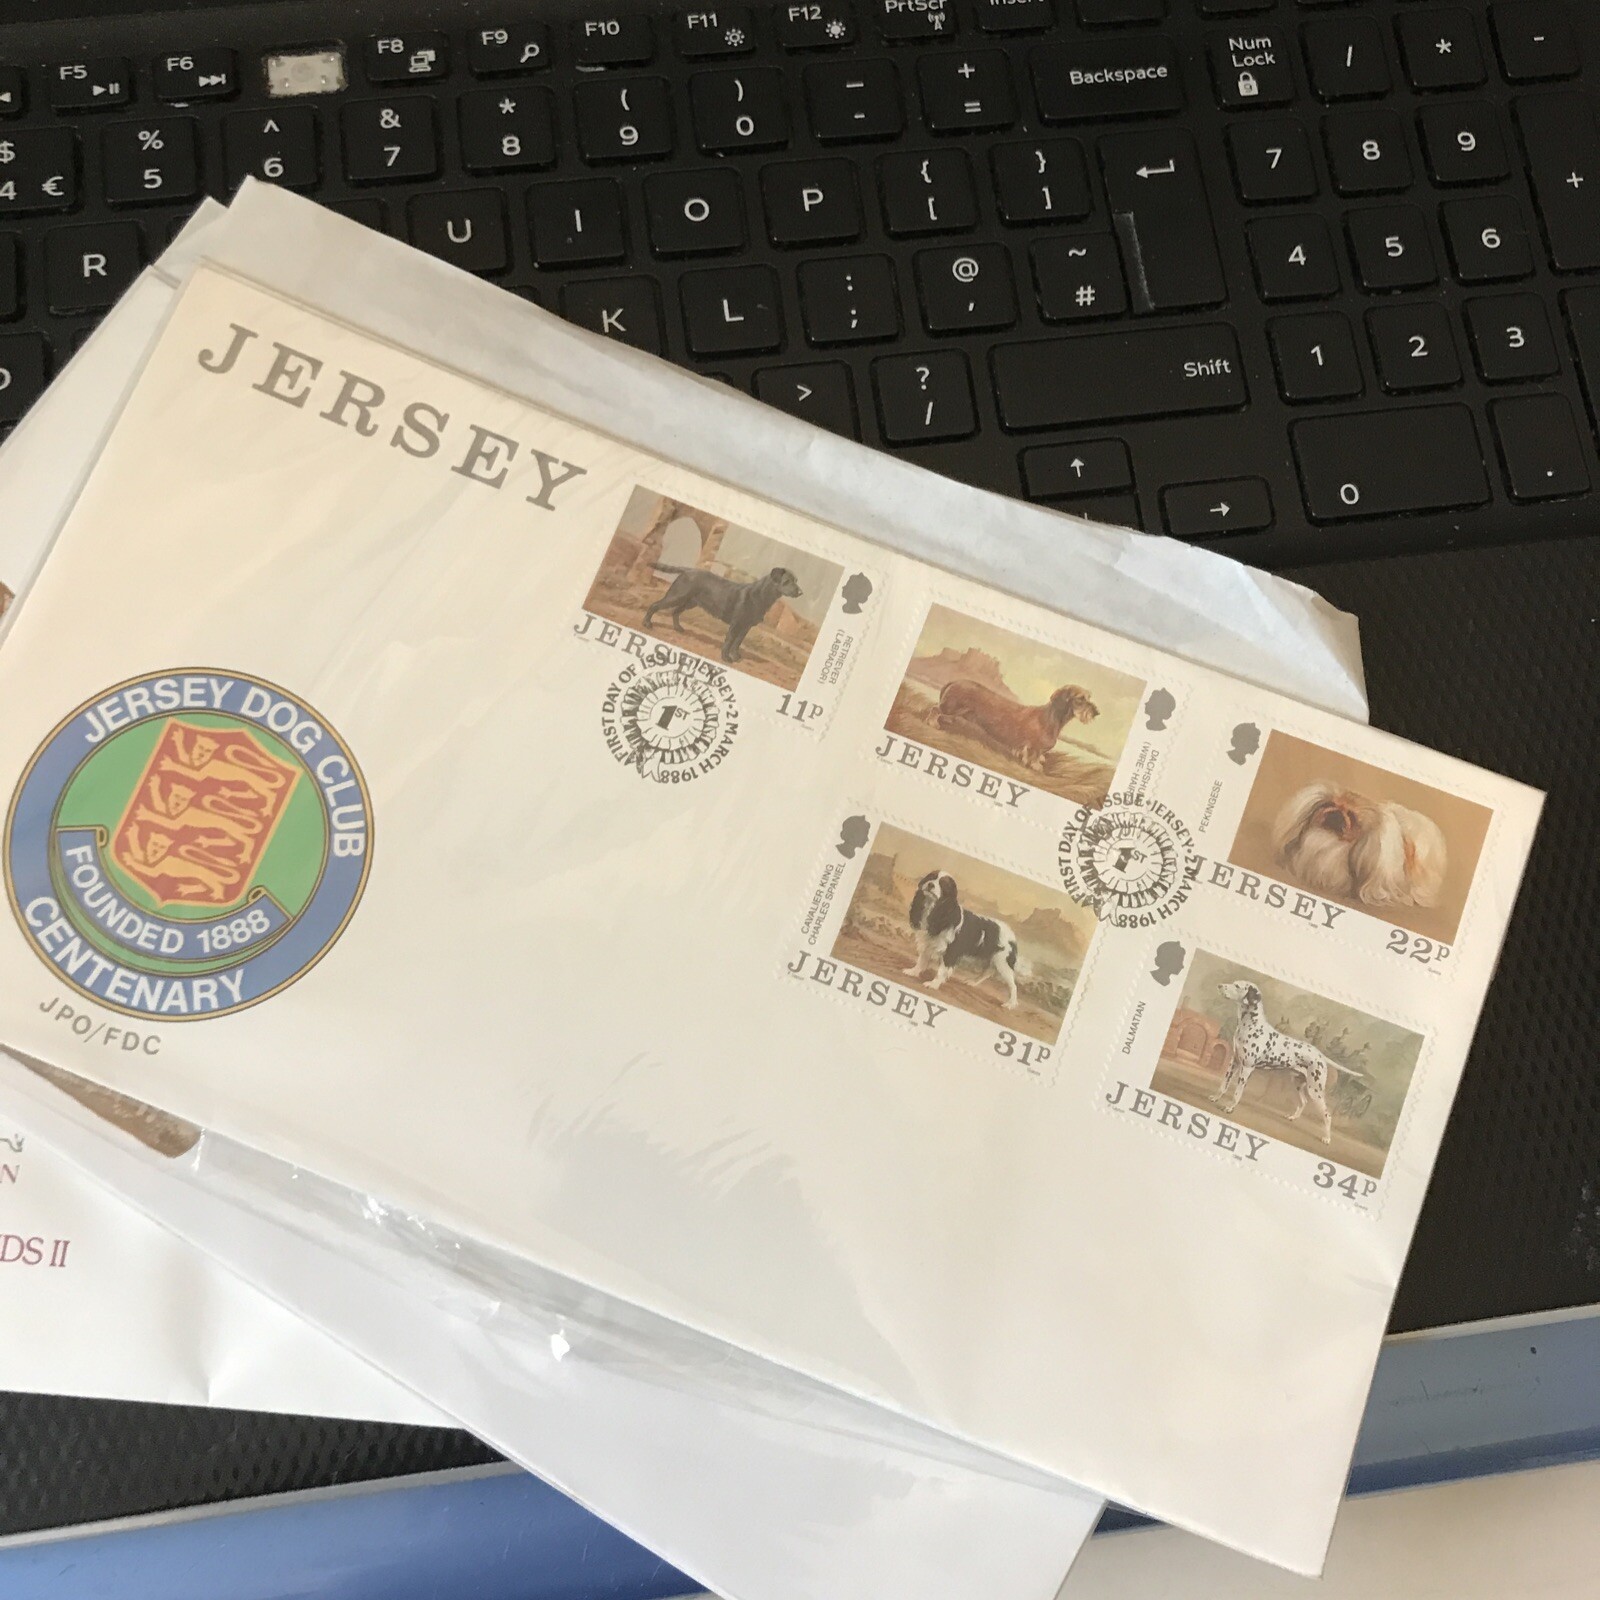 F5
F6
F8
F9
F10
F11
F12
PrtScr
Num
Lock
/
*
-
$
4 €
%
5
^
6
&
7
*
8
(
9
)
0
-
+
=
Backspace
7
8
9
+
R
U
I
O
P
{
[
}
]
4
5
6
K
L
:
;
@
'
~
#
>
?
/
Shift
1
2
3
0
.
JERSEY
JERSEY DOG CLUB
FOUNDED 1888
CENTENARY
JPO/FDC
JERSEY
RETRIEVER
(LABRADOR)
11p
FIRST DAY OF ISSUE·JERSEY·2 MARCH 1988
1ST
JERSEY
PEKINGESE
JERSEY
22p
FIRST DAY OF ISSUE·JERSEY·2 MARCH 1988
1ST
CAVALIER KING
CHARLES SPANIEL
JERSEY
31p
DALMATIAN
JERSEY
34p
N
DS II